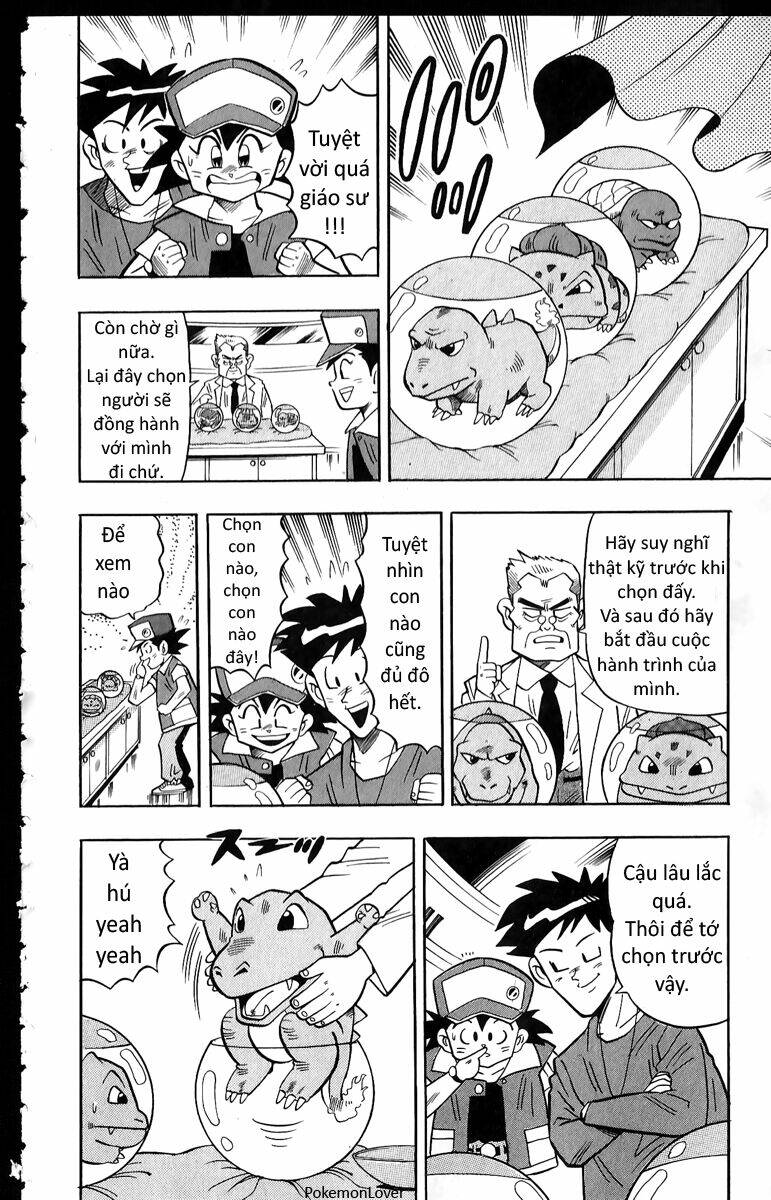 オオオ
Tuyệt
vời quá
giáo sư
!!!
Còn chờ gì
nữa.
Lại đây chọn
người sẽ
đồng hành
với mình
đi chứ.
Hãy suy nghĩ
thật kỹ trước khi
chọn đấy.
Và sau đó hãy
bắt đầu cuộc
hành trình của
mình.
Tuyệt
nhìn
con
nào
cũng
đủ đô
hết.
Chọn
con
nào,
chọn
con
nào
đây!
Để
xem
nào
Cậu lâu lắc
quá.
Thôi để tớ
chọn trước
vậy.
Yà
hú
yeah
yeah
PokemonLover